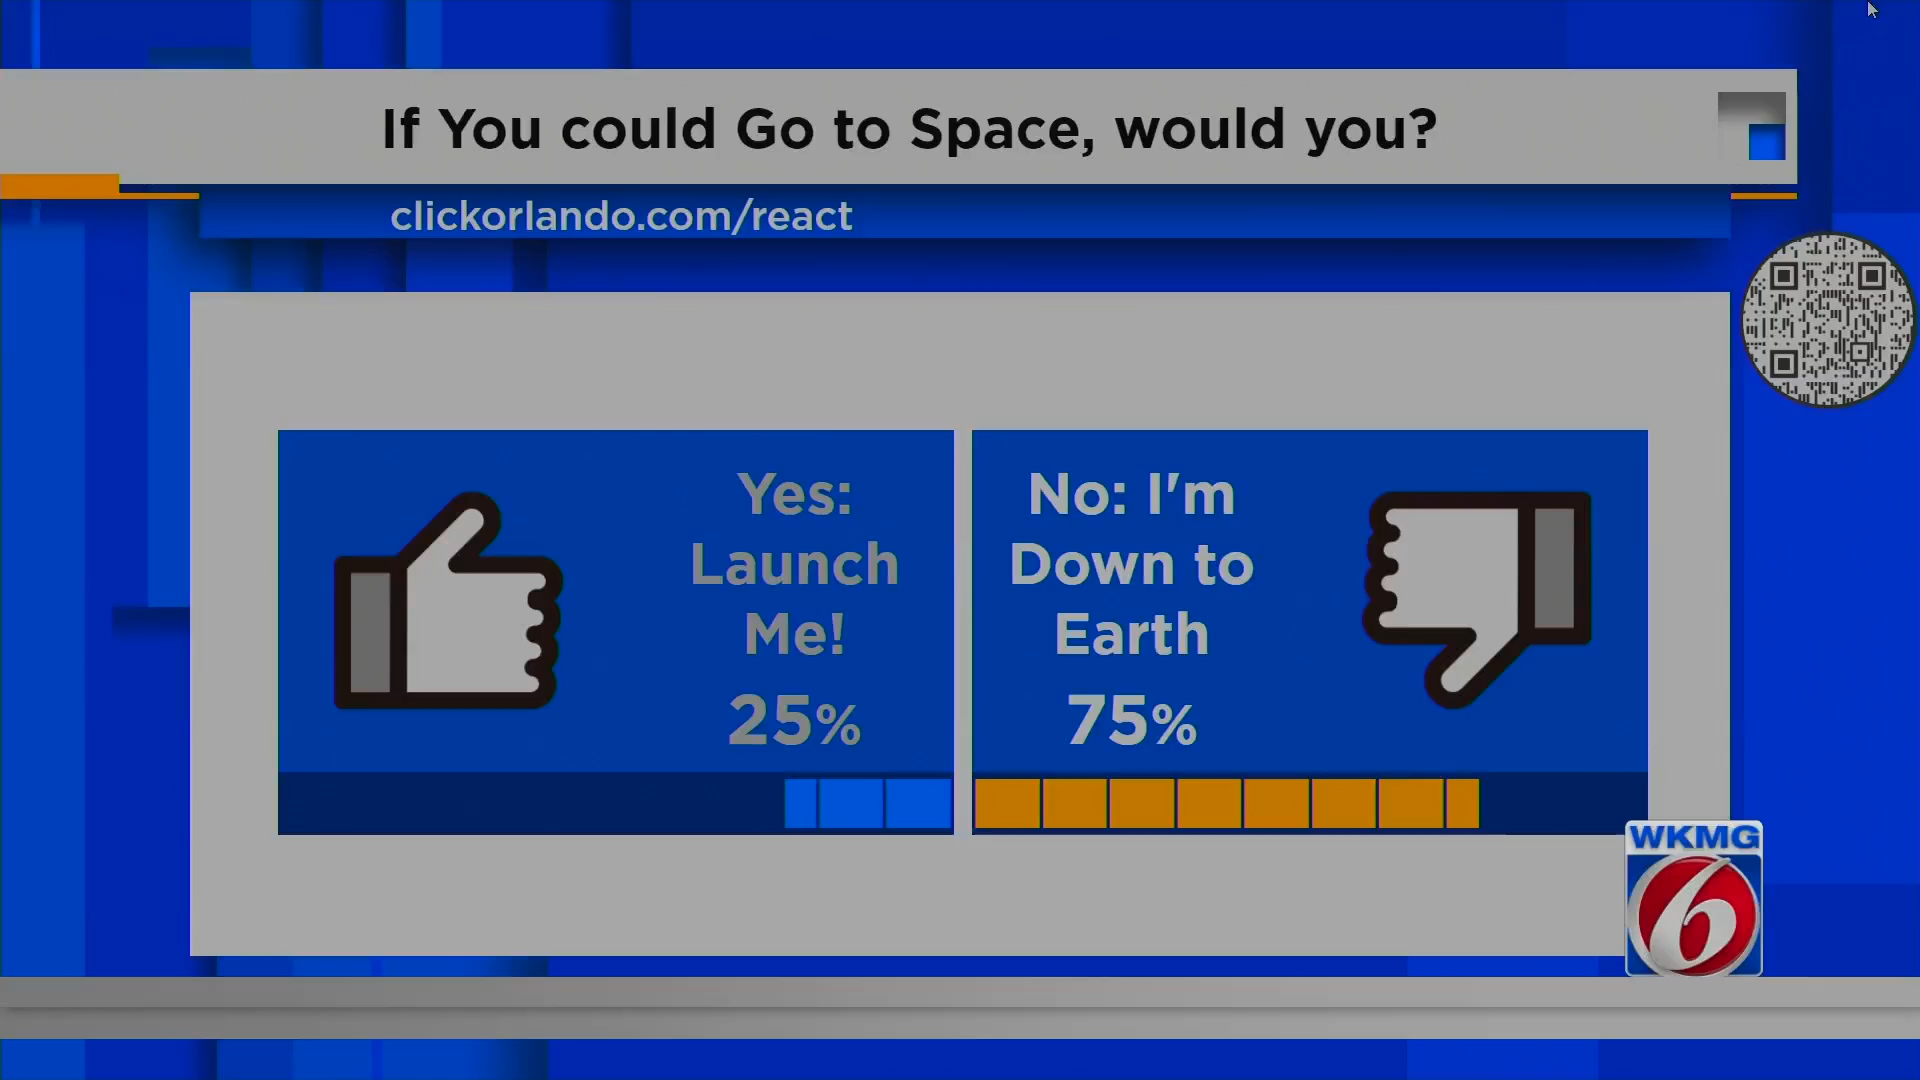 If You could Go to Space, would you?
clickorlando.com/react
Yes:
Launch
Me!
25%
No: I'm
Down to
Earth
75%
WKMG
6